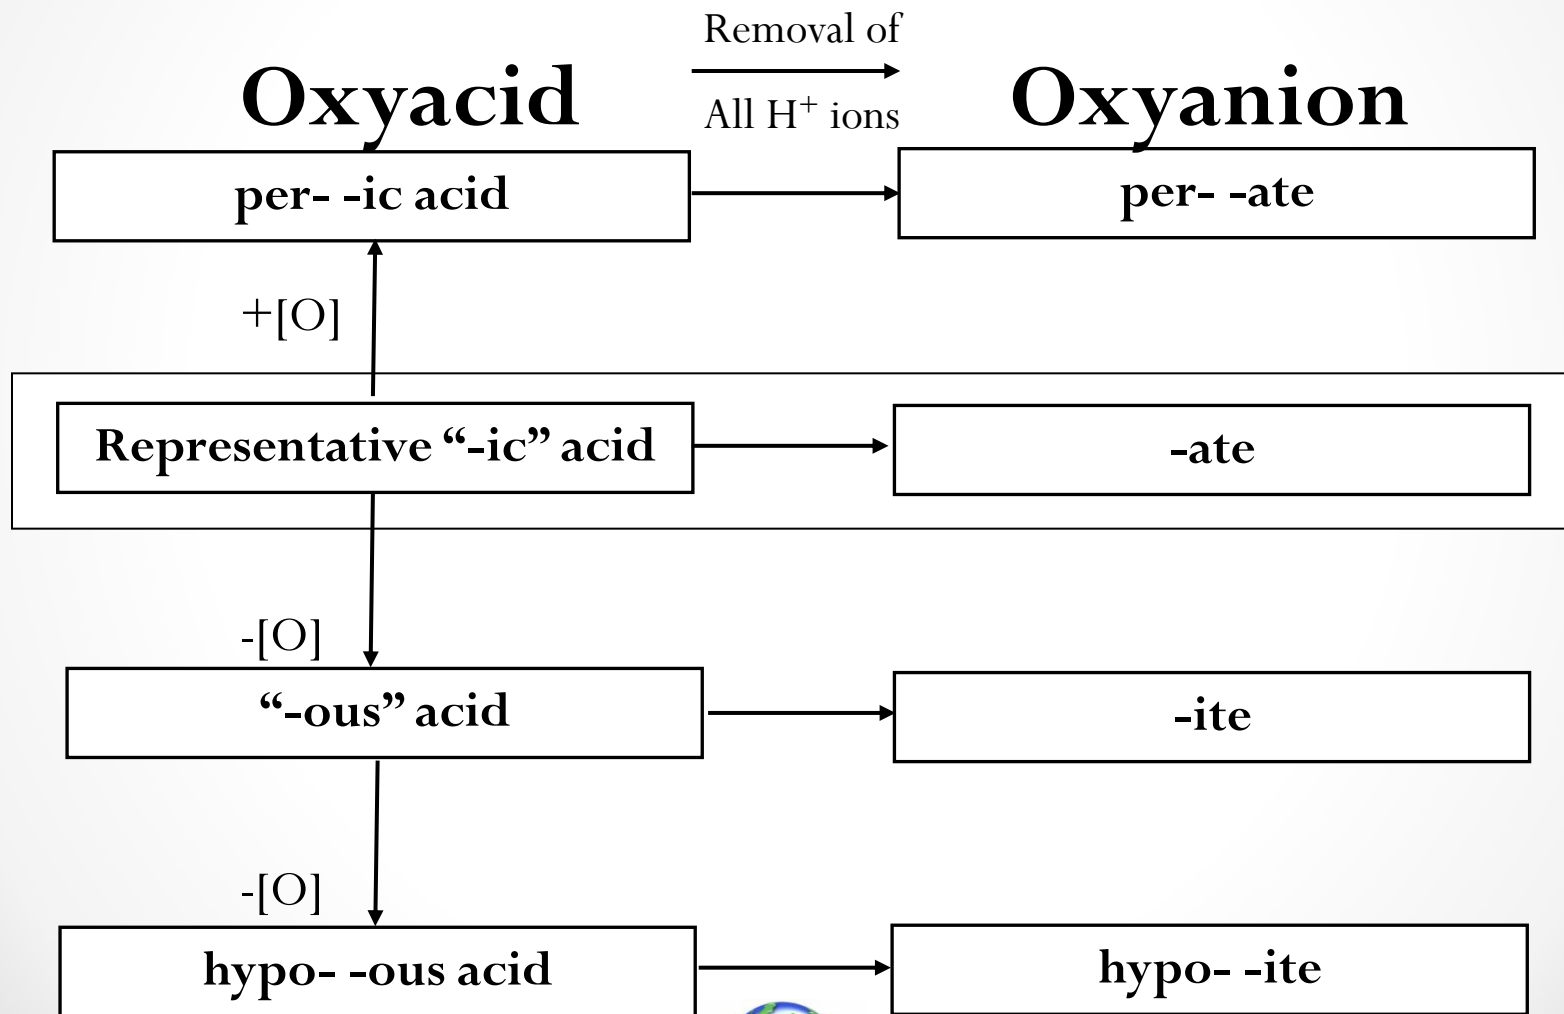 Removal of
Oxyacid
All H⁺ ions
Oxyanion
per- -ic acid
per- -ate
+[O]
Representative “-ic” acid
-ate
-[O]
“-ous” acid
-ite
-[O]
hypo- -ous acid
hypo- -ite